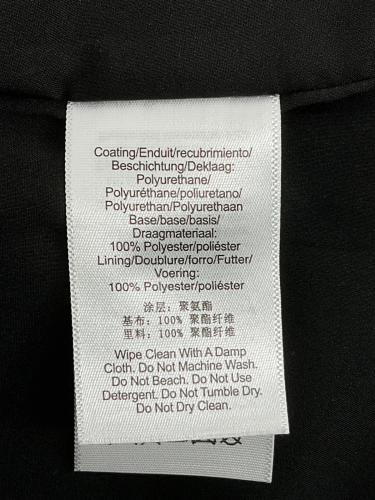 Coating/Enduit/recubrimiento/
Beschichtung/Deklaag:
Polyurethane/
Polyuréthane/poliuretano/
Polyurethan/Polyurethaan
Base/base/basis/
Draagmateriaal:
100% Polyester/poliéster
Lining/Doublure/forro/Futter/
Voering:
100% Polyester/poliéster
涂层: 聚氨酯
基布: 100% 聚酯纤维
里料: 100% 聚酯纤维
Wipe Clean With A Damp
Cloth. Do Not Machine Wash.
Do Not Beach. Do Not Use
Detergent. Do Not Tumble Dry.
Do Not Dry Clean.